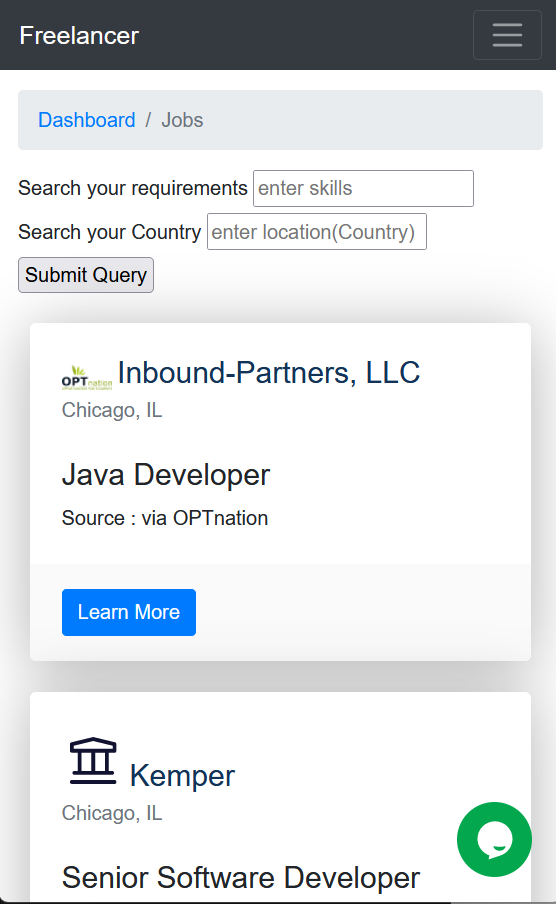 Freelancer
Dashboard / Jobs
Search your requirements enter skills
Search your Country enter location(Country)
Submit Query
OPTnation Inbound-Partners, LLC
Chicago, IL
Java Developer
Source : via OPTnation
Learn More
Kemper
Chicago, IL
Senior Software Developer